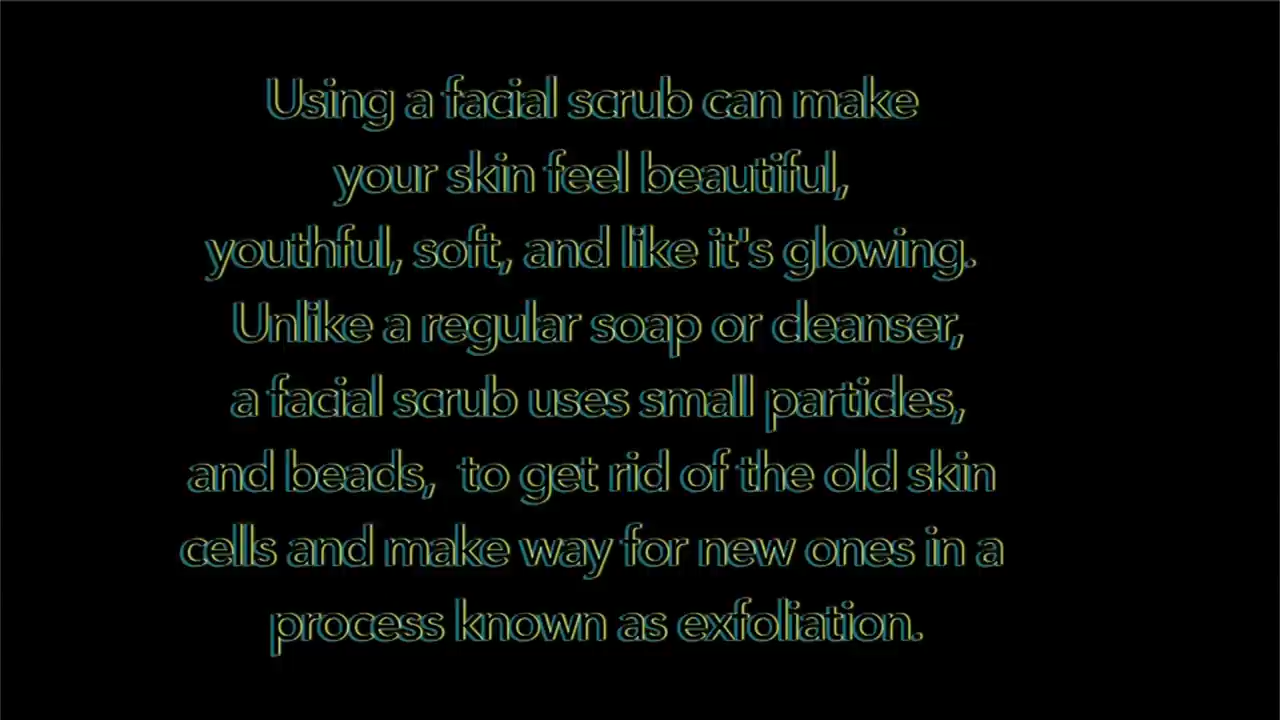 Using a facial scrub can make
your skin feel beautiful,
youthful, soft, and like it's glowing.
Unlike a regular soap or cleanser,
a facial scrub uses small particles,
and beads,  to get rid of the old skin
cells and make way for new ones in a
process known as exfoliation.